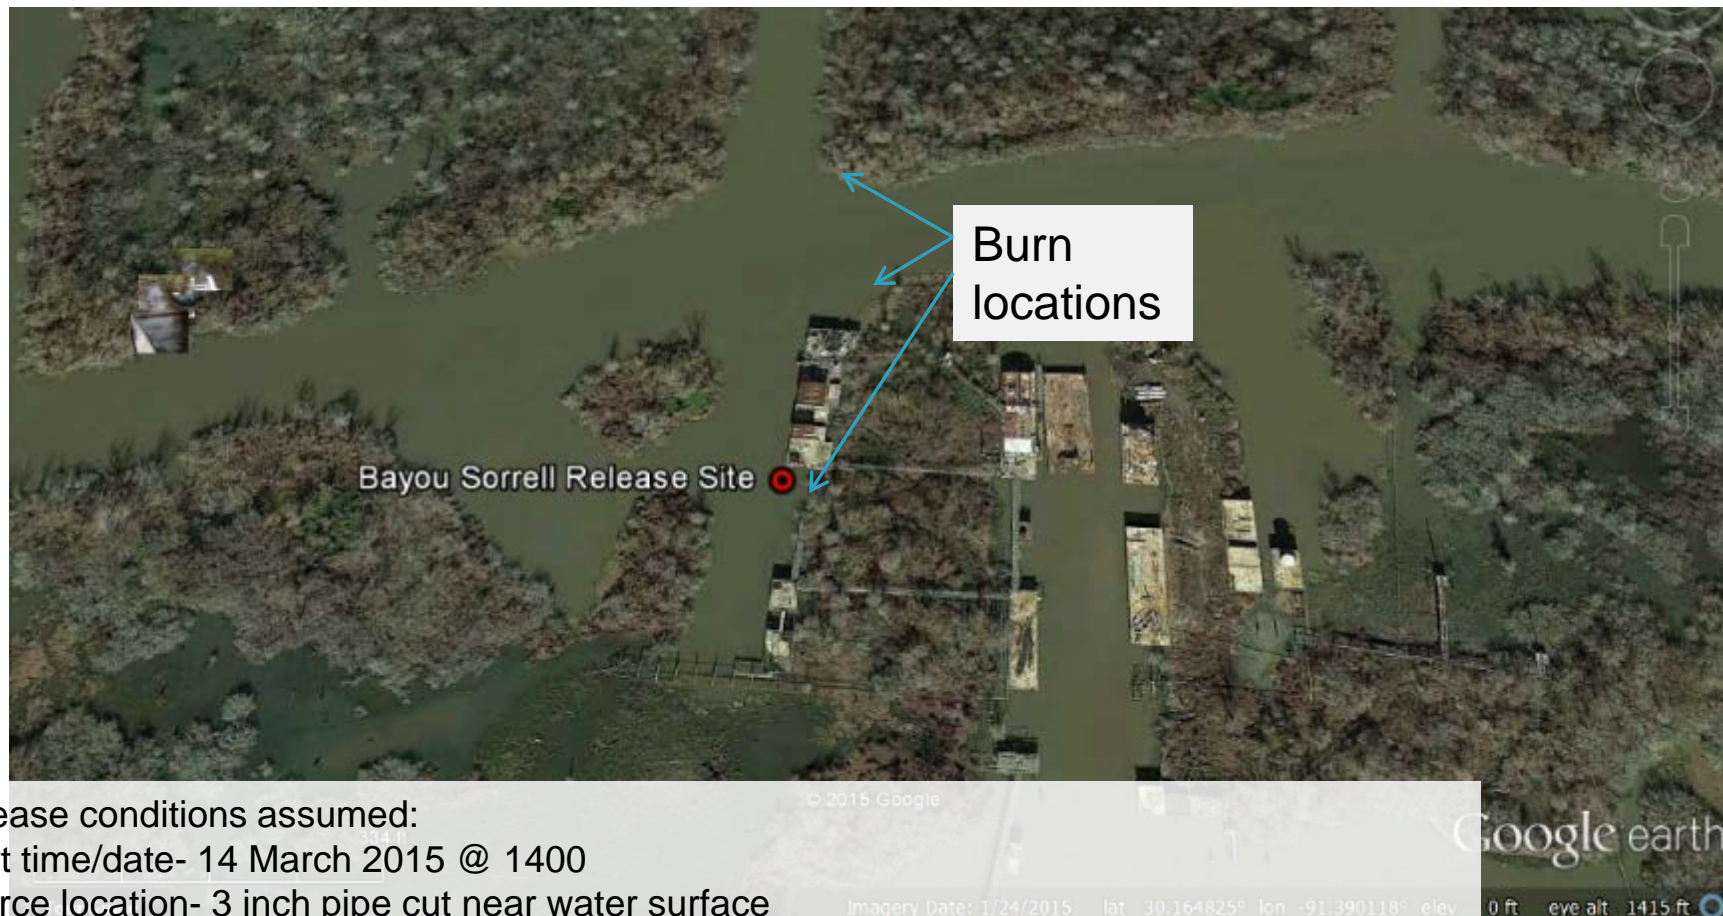 Burn
locations
Bayou Sorrell Release Site
ease conditions assumed:
t time/date- 14 March 2015 @ 1400
rce location- 3 inch pipe cut near water surface
© 2015 Google
334 ft
Google earth
Imagery Date: 1/24/2015 lat 30.164825° lon -91.390118° elev 0 ft eye alt 1415 ft